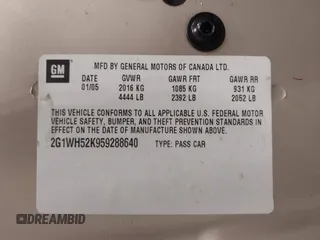 GM
MFD BY GENERAL MOTORS OF CANADA LTD.
DATE GVWR GAWR FRT GAWR RR
01/05 2016 KG 1085 KG 931 KG
4444 LB 2392 LB 2052 LB
THIS VEHICLE CONFORMS TO ALL APPLICABLE U.S. FEDERAL MOTOR
VEHICLE SAFETY, BUMPER, AND THEFT PREVENTION STANDARDS IN
EFFECT ON THE DATE OF MANUFACTURE SHOWN ABOVE.
2G1WH52K959288640 TYPE: PASS CAR
DREAMBID